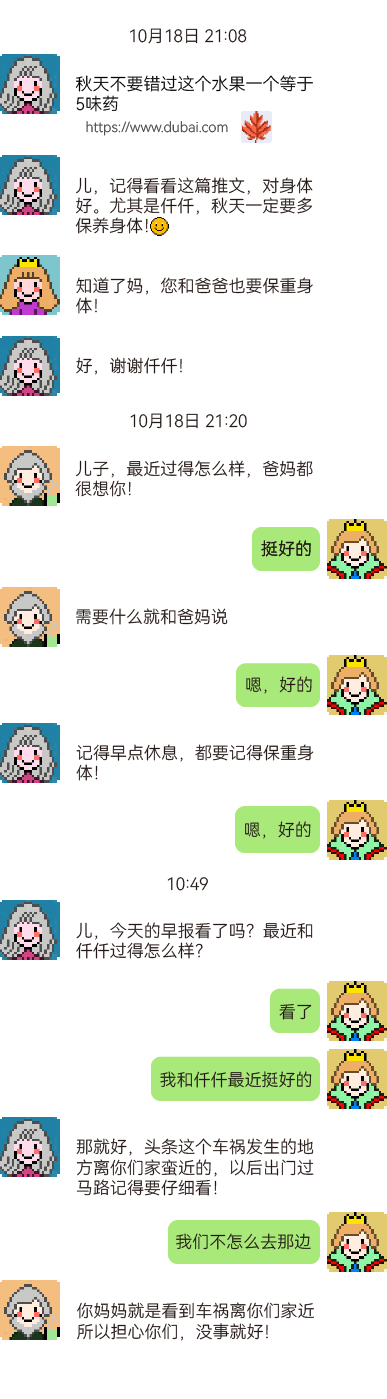 10月18日 21:08
秋天不要错过这个水果一个等于
5味药
https://www.dubai.com
儿，记得看看这篇推文，对身体
好。尤其是仟仟，秋天一定要多
保养身体!
知道了妈，您和爸爸也要保重身
体！
好，谢谢仟仟！
10月18日 21:20
儿子，最近过得怎么样，爸妈都
很想你！
挺好的
需要什么就和爸妈说
嗯，好的
记得早点休息，都要记得保重身
体！
嗯，好的
10:49
儿，今天的早报看了吗？最近和
仟仟过得怎么样？
看了
我和仟仟最近挺好的
那就好，头条这个车祸发生的地
方离你们家蛮近的，以后出门过
马路记得要仔细看！
我们不怎么去那边
你妈妈就是看到车祸离你们家近
所以担心你们，没事就好！